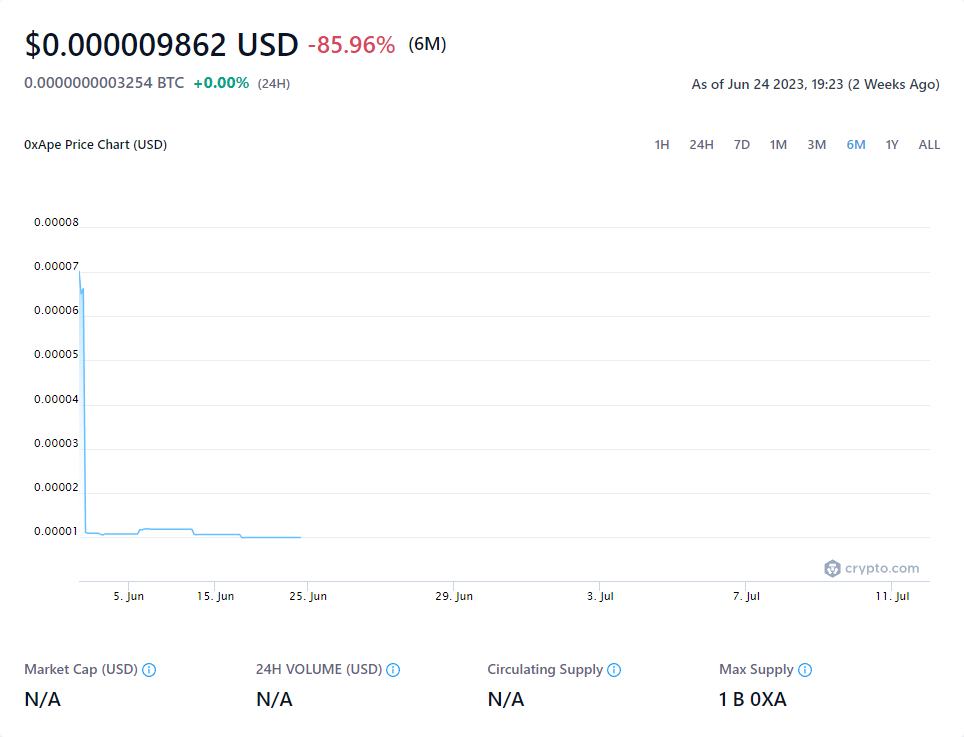 $0.000009862 USD -85.96% (6M)
0.0000000003254 BTC +0.00% (24H)
As of Jun 24 2023, 19:23 (2 Weeks Ago)
0xApe Price Chart (USD)
1H 24H 7D 1M 3M 6M 1Y ALL
0.00008
0.00007
0.00006
0.00005
0.00004
0.00003
0.00002
0.00001
crypto.com
5. Jun 15. Jun 25. Jun 29. Jun 3. Jul 7. Jul 11. Jul
Market Cap (USD) 24H VOLUME (USD) Circulating Supply Max Supply
N/A N/A N/A 1 B 0XA